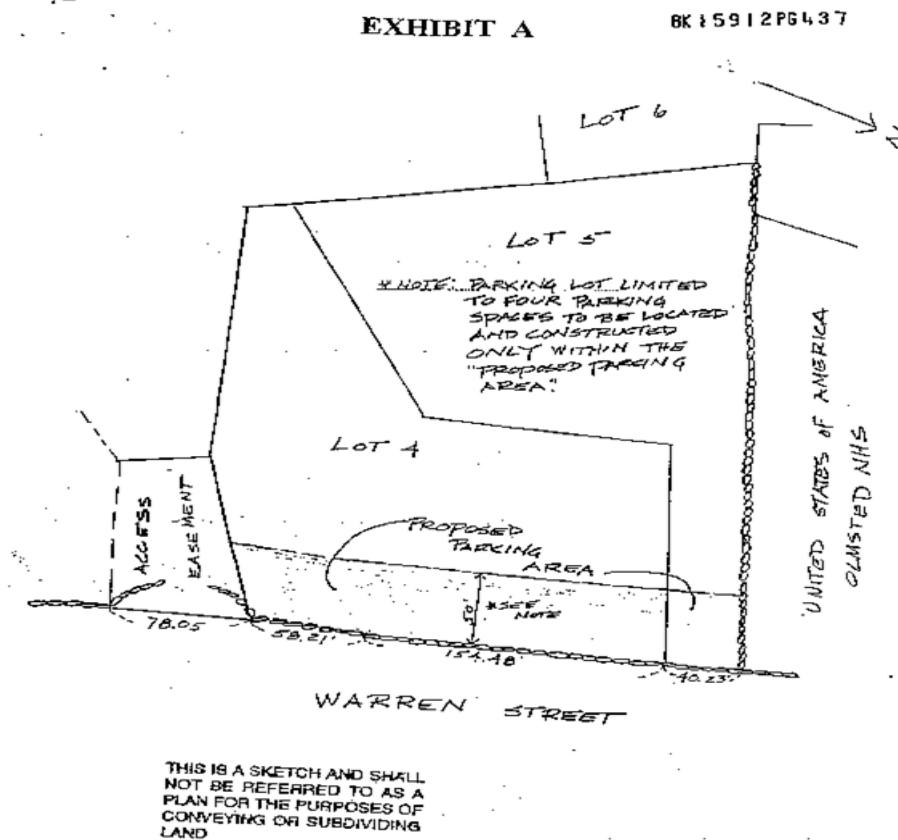 EXHIBIT A
BK15912PG437
LOT 6
N
LOT 5
* NOTE: PARKING LOT LIMITED
TO FOUR PARKING
SPACES TO BE LOCATED
AND CONSTRUCTED
ONLY WITHIN THE
"PROPOSED PARKING
AREA."
UNITED STATES OF AMERICA
OLMSTED NHS
LOT 4
ACCESS
EASEMENT
PROPOSED
PARKING
AREA
50'
*SEE
NOTE
78.05
58.21'
154.48'
40.23'
WARREN STREET
THIS IS A SKETCH AND SHALL
NOT BE REFERRED TO AS A
PLAN FOR THE PURPOSES OF
CONVEYING OR SUBDIVIDING
LAND